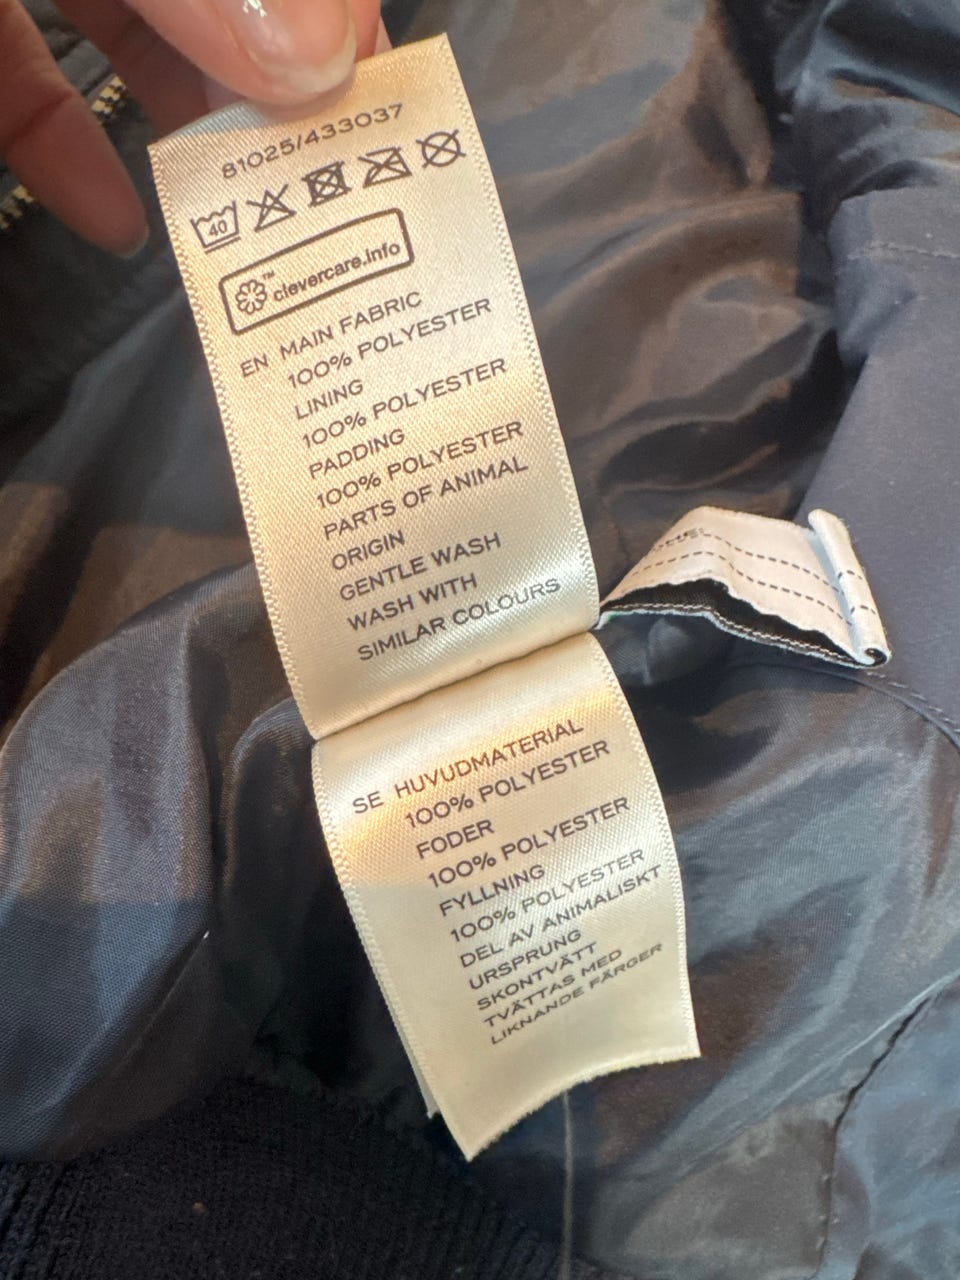 81025/433037
40
™
clevercare.info
EN MAIN FABRIC
100% POLYESTER
LINING
100% POLYESTER
PADDING
100% POLYESTER
PARTS OF ANIMAL
ORIGIN
GENTLE WASH
WASH WITH
SIMILAR COLOURS
SE HUVUDMATERIAL
100% POLYESTER
FODER
100% POLYESTER
FYLLNING
100% POLYESTER
DEL AV ANIMALISKT
URSPRUNG
SKONTVÄTT
TVÄTTAS MED
LIKNANDE FÄRGER